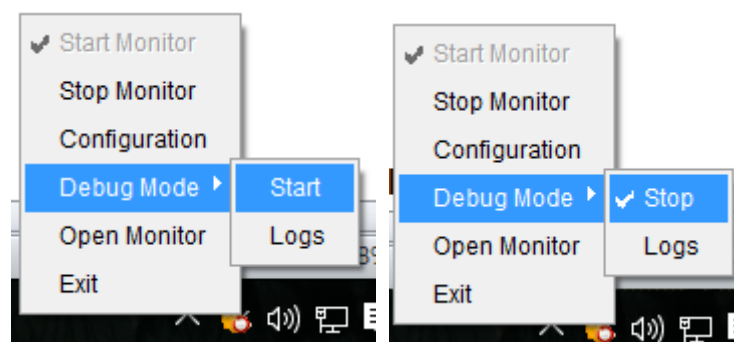 Start Monitor
Stop Monitor
Configuration
Debug Mode
Start
Open Monitor
Logs
Exit
Start Monitor
Stop Monitor
Configuration
Debug Mode
Stop
Open Monitor
Logs
Exit